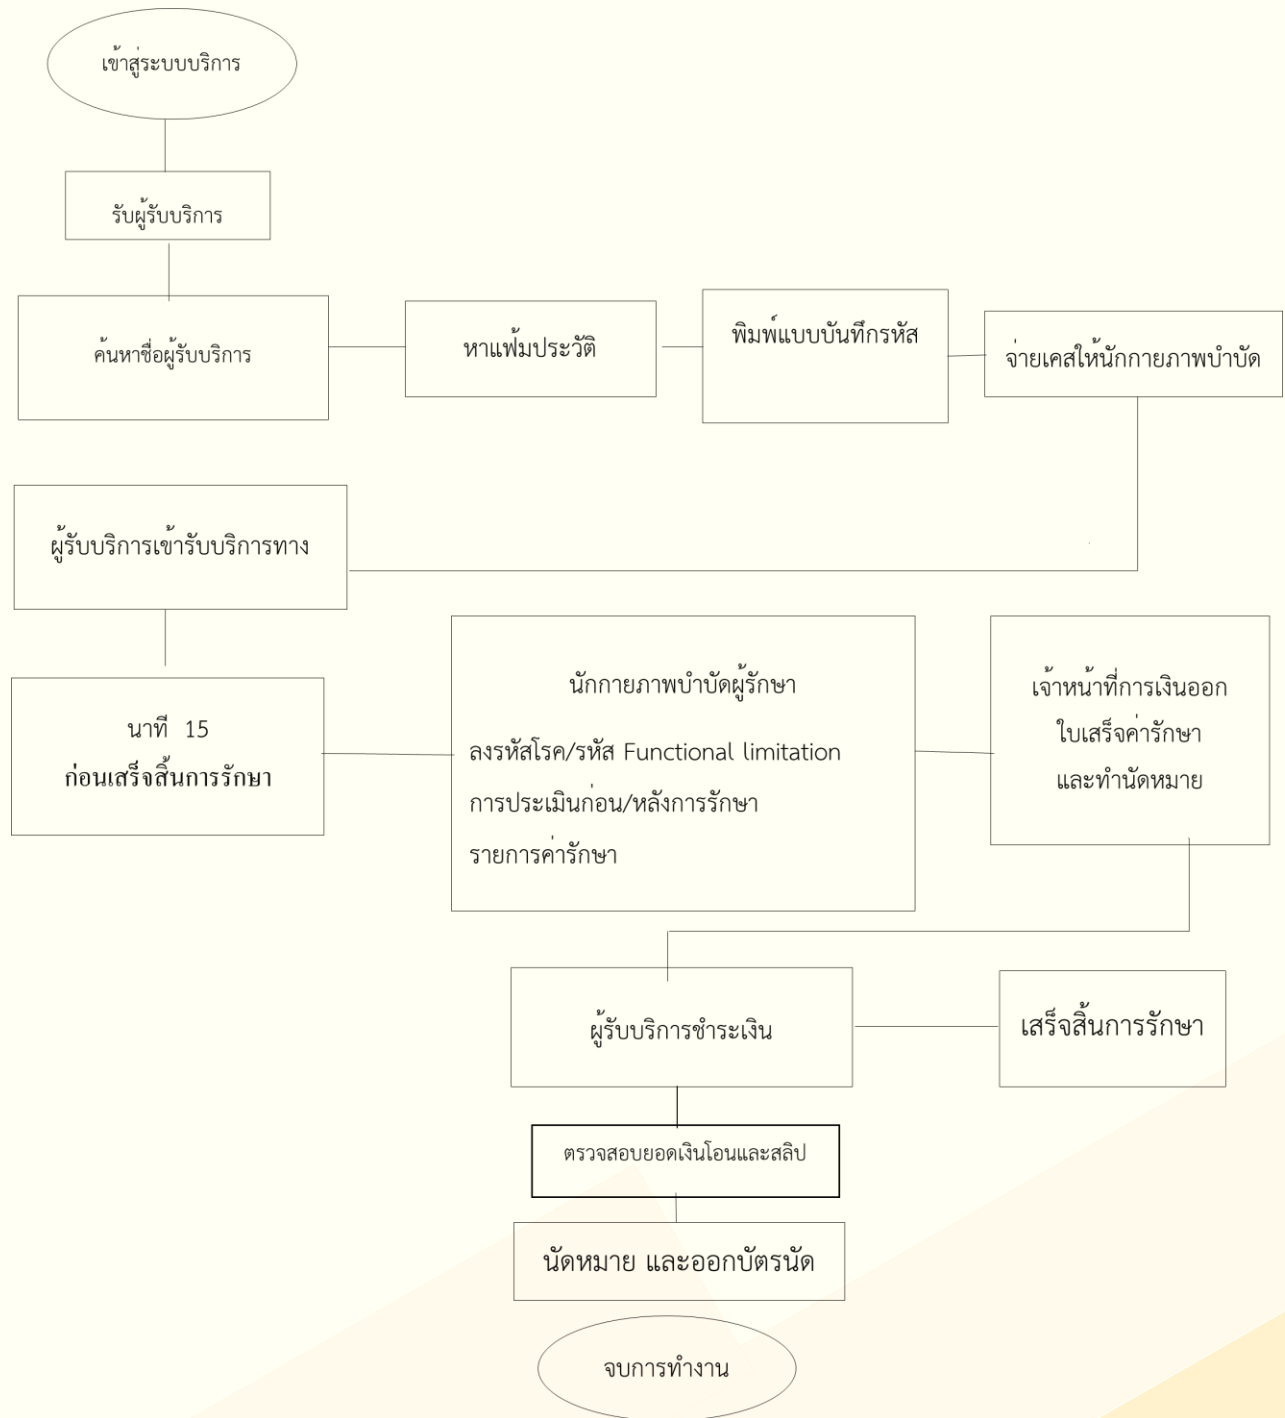 เข้าสู่ระบบบริการ
รับผู้รับบริการ
ค้นหาชื่อผู้รับบริการ
หาแฟ้มประวัติ
พิมพ์แบบบันทึกรหัส
จ่ายเคสให้นักกายภาพบำบัด
ผู้รับบริการเข้ารับบริการทาง
นาที 15
ก่อนเสร็จสิ้นการรักษา
นักกายภาพบำบัดผู้รักษา
ลงรหัสโรค/รหัส Functional limitation
การประเมินก่อน/หลังการรักษา
รายการค่ารักษา
เจ้าหน้าที่การเงินออก
ใบเสร็จค่ารักษา
และทำนัดหมาย
ผู้รับบริการชำระเงิน
เสร็จสิ้นการรักษา
ตรวจสอบยอดเงินโอนและสลิป
นัดหมาย และออกบัตรนัด
จบการทำงาน